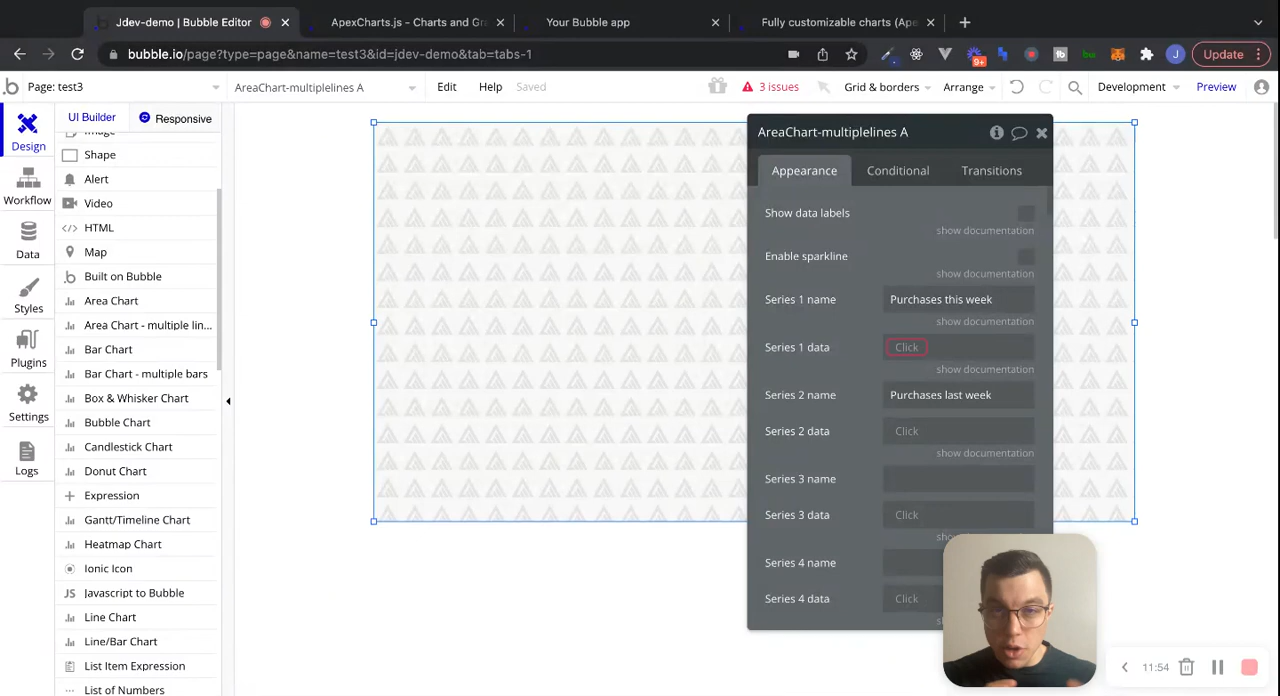 Jdev-demo | Bubble Editor
ApexCharts.js - Charts and Gra
Your Bubble app
Fully customizable charts (Ape
bubble.io/page?type=page&name=test3&id=jdev-demo&tab=tabs-1
9+
J
Update
Page: test3
AreaChart-multiplelines A
Edit
Help
Saved
3 issues
Grid & borders
Arrange
Development
Preview
Design
Workflow
Data
Styles
Plugins
Settings
Logs
UI Builder
Responsive
Image
Shape
Alert
Video
HTML
Map
Built on Bubble
Area Chart
Area Chart - multiple lin...
Bar Chart
Bar Chart - multiple bars
Box & Whisker Chart
Bubble Chart
Candlestick Chart
Donut Chart
Expression
Gantt/Timeline Chart
Heatmap Chart
Ionic Icon
JS Javascript to Bubble
Line Chart
Line/Bar Chart
List Item Expression
List of Numbers
AreaChart-multiplelines A
Appearance
Conditional
Transitions
Show data labels
show documentation
Enable sparkline
show documentation
Series 1 name
Purchases this week
show documentation
Series 1 data
Click
show documentation
Series 2 name
Purchases last week
Series 2 data
Click
show documentation
Series 3 name
Series 3 data
Click
Series 4 name
Series 4 data
Click
11:54